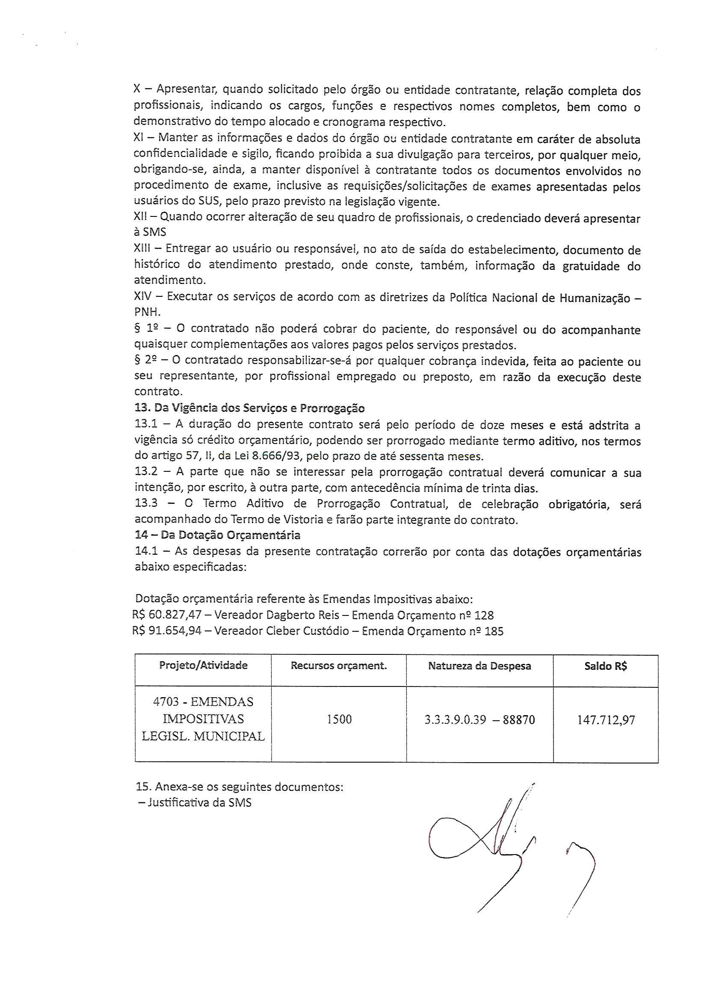 X – Apresentar, quando solicitado pelo órgão ou entidade contratante, relação completa dos
profissionais, indicando os cargos, funções e respectivos nomes completos, bem como o
demonstrativo do tempo alocado e cronograma respectivo.
XI – Manter as informações e dados do órgão ou entidade contratante em caráter de absoluta
confidencialidade e sigilo, ficando proibida a sua divulgação para terceiros, por qualquer meio,
obrigando-se, ainda, a manter disponível à contratante todos os documentos envolvidos no
procedimento de exame, inclusive as requisições/solicitações de exames apresentadas pelos
usuários do SUS, pelo prazo previsto na legislação vigente.
XII – Quando ocorrer alteração de seu quadro de profissionais, o credenciado deverá apresentar
à SMS
XIII – Entregar ao usuário ou responsável, no ato de saída do estabelecimento, documento de
histórico do atendimento prestado, onde conste, também, informação da gratuidade do
atendimento.
XIV – Executar os serviços de acordo com as diretrizes da Política Nacional de Humanização –
PNH.
§ 1º – O contratado não poderá cobrar do paciente, do responsável ou do acompanhante
quaisquer complementações aos valores pagos pelos serviços prestados.
§ 2º – O contratado responsabilizar-se-á por qualquer cobrança indevida, feita ao paciente ou
seu representante, por profissional empregado ou preposto, em razão da execução deste
contrato.
13. Da Vigência dos Serviços e Prorrogação
13.1 – A duração do presente contrato será pelo período de doze meses e está adstrita a
vigência só crédito orçamentário, podendo ser prorrogado mediante termo aditivo, nos termos
do artigo 57, II, da Lei 8.666/93, pelo prazo de até sessenta meses.
13.2 – A parte que não se interessar pela prorrogação contratual deverá comunicar a sua
intenção, por escrito, à outra parte, com antecedência mínima de trinta dias.
13.3 – O Termo Aditivo de Prorrogação Contratual, de celebração obrigatória, será
acompanhado do Termo de Vistoria e farão parte integrante do contrato.
14 – Da Dotação Orçamentária
14.1 – As despesas da presente contratação correrão por conta das dotações orçamentárias
abaixo especificadas:
Dotação orçamentária referente às Emendas Impositivas abaixo:
R$ 60.827,47 – Vereador Dagberto Reis – Emenda Orçamento nº 128
R$ 91.654,94 – Vereador Cleber Custódio – Emenda Orçamento nº 185
Projeto/Atividade Recursos orçament. Natureza da Despesa Saldo R$
4703 - EMENDAS
IMPOSITIVAS 1500 3.3.3.9.0.39 – 88870 147.712,97
LEGISL. MUNICIPAL
15. Anexa-se os seguintes documentos:
– Justificativa da SMS